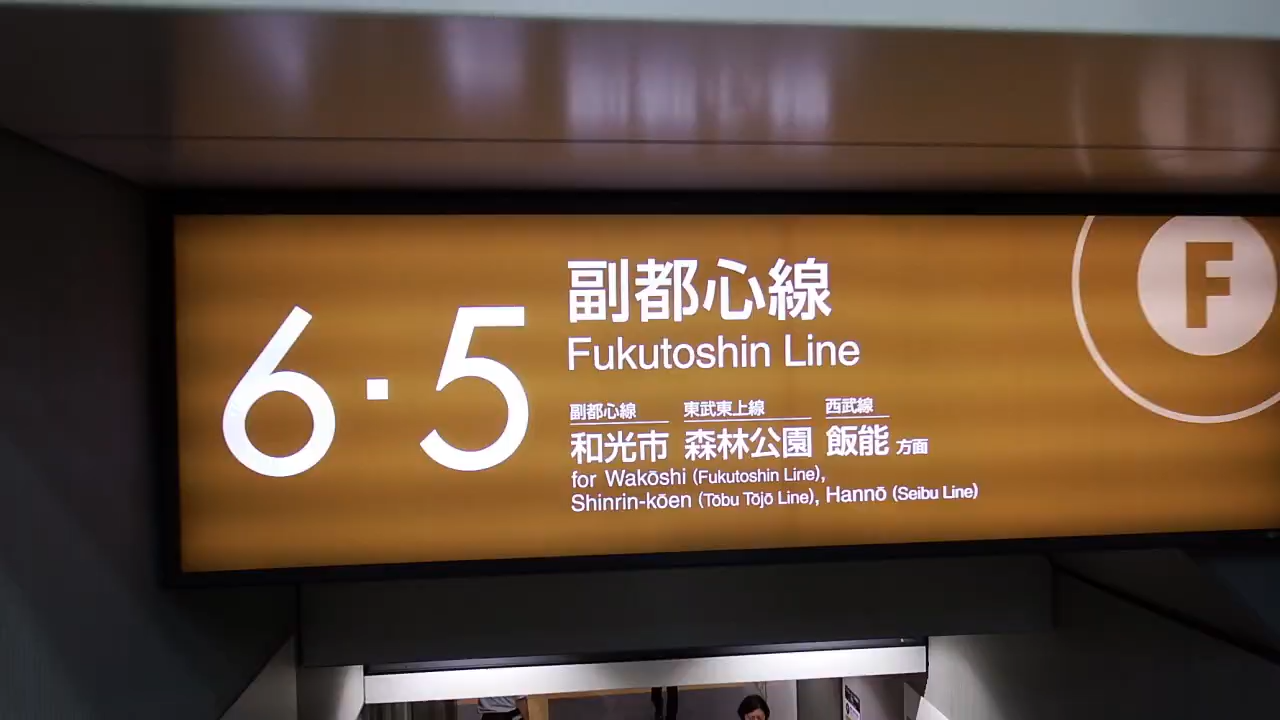 6・5
副都心線
Fukutoshin Line
副都心線 東武東上線 西武線
和光市 森林公園 飯能 方面
for Wakōshi (Fukutoshin Line),
Shinrin-kōen (Tōbu Tōjō Line), Hannō (Seibu Line)
F